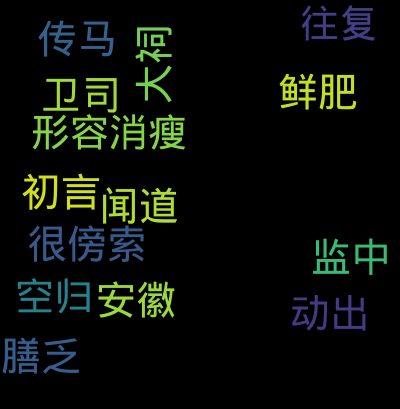 往复
传马
大祠
鲜肥
卫司
形容消瘦
初言
闻道
很傍索
监中
空归
安徽
动出
膳乏